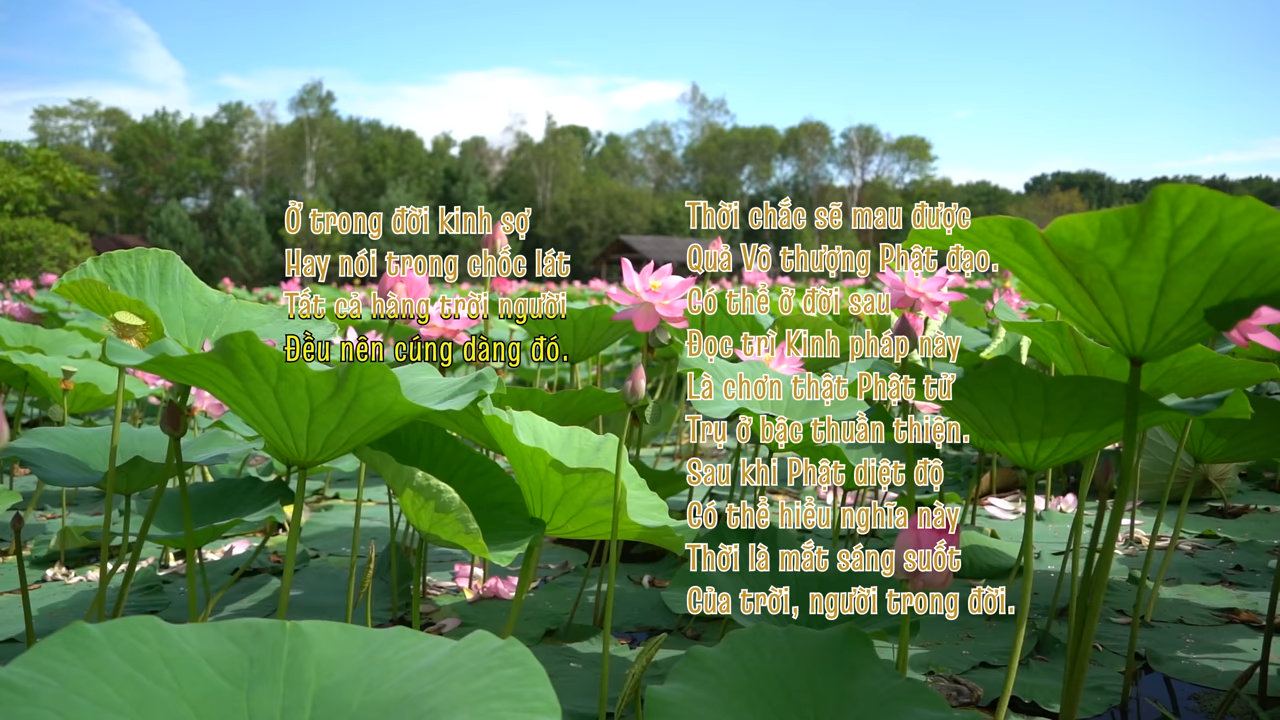 Ở trong đời kinh sợ
Hay nói trong chốc lát
Tất cả hàng trời người
Đều nên cúng dàng đó.
Thời chắc sẽ mau được
Quả Vô thượng Phật đạo.
Có thể ở đời sau
Đọc trì Kinh pháp này
Là chơn thật Phật tử
Trụ ở bậc thuần thiện.
Sau khi Phật diệt độ
Có thể hiểu nghĩa này
Thời là mắt sáng suốt
Của trời, người trong đời.